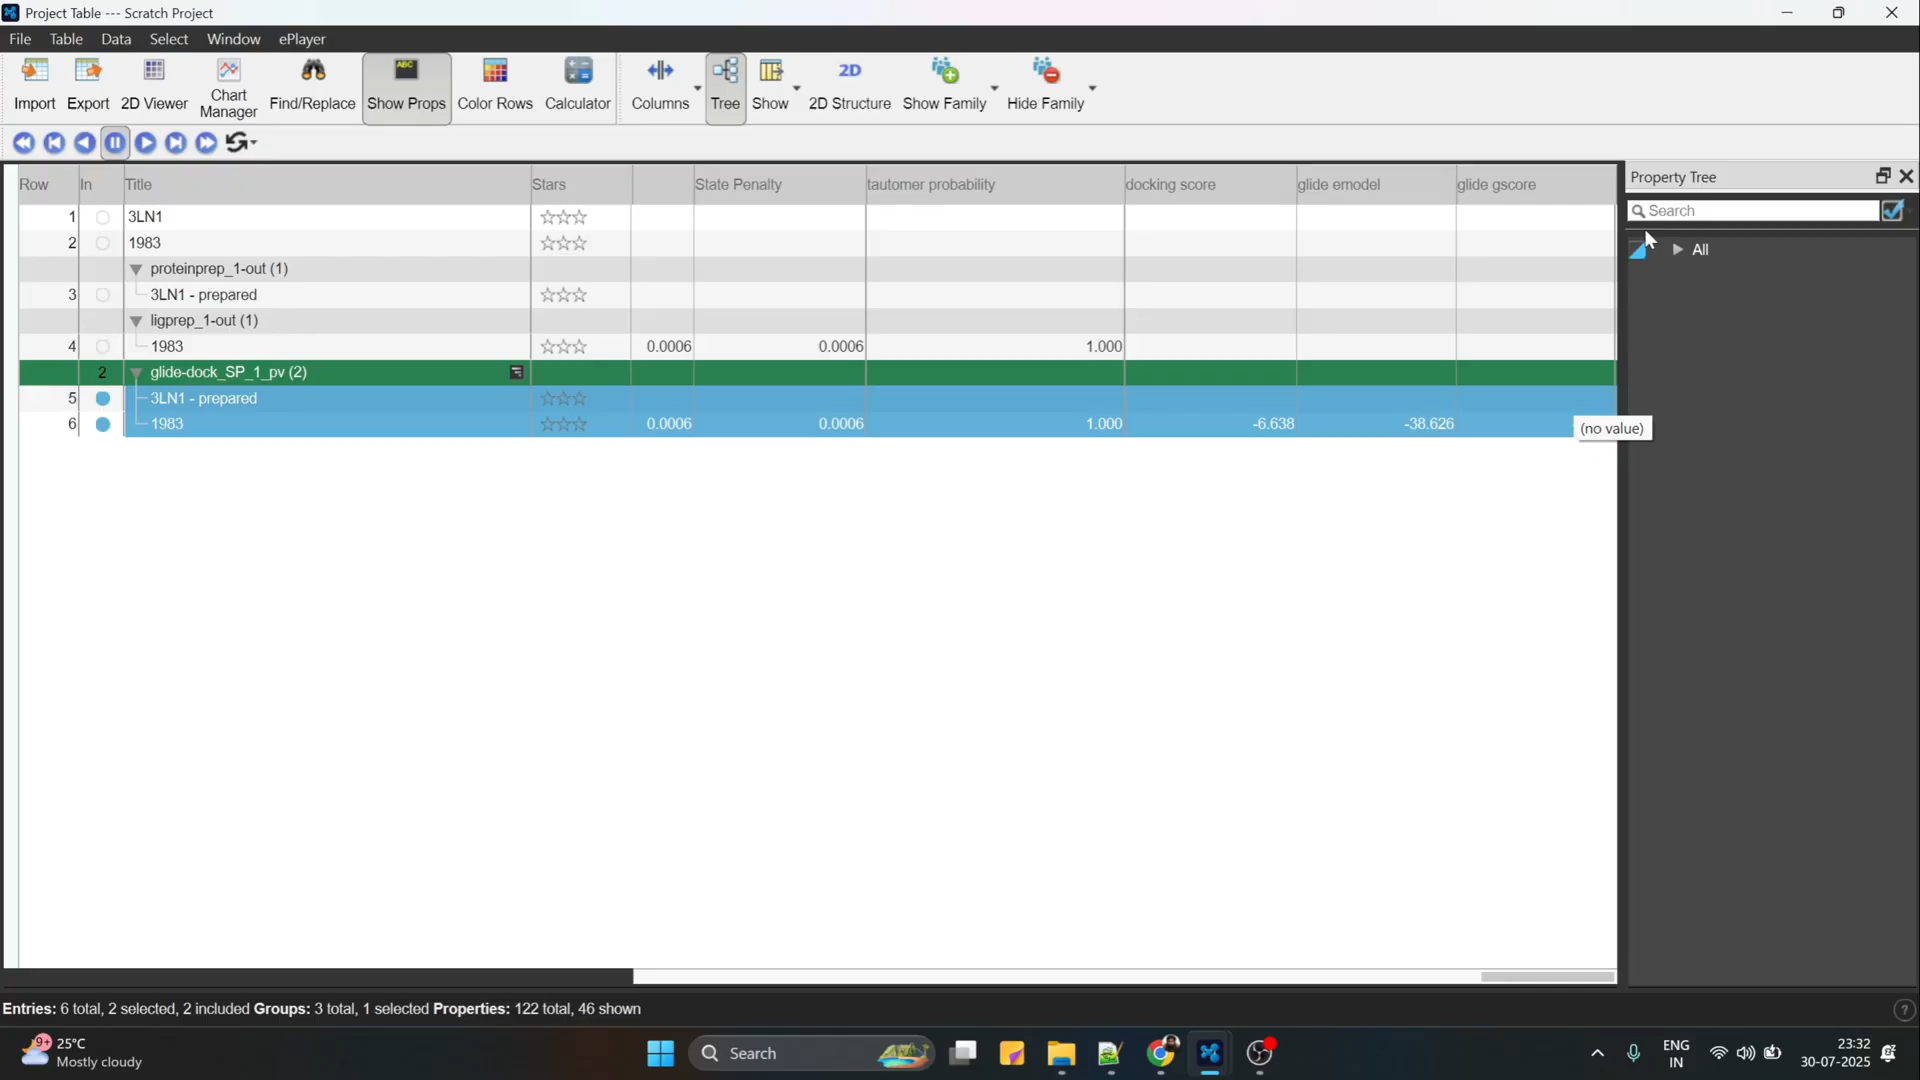 Project Table --- Scratch Project
File Table Data Select Window ePlayer
Import Export 2D Viewer Chart Manager Find/Replace ABC Show Props Color Rows Calculator Columns Tree Show 2D 2D Structure Show Family Hide Family
Row In Title Stars State Penalty tautomer probability docking score glide emodel glide gscore
Property Tree
Search
All
1 3LN1
2 1983
proteinprep_1-out (1)
3 3LN1 - prepared
ligprep_1-out (1)
4 1983 0.0006 0.0006 1.000
2 glide-dock_SP_1_pv (2)
5 3LN1 - prepared
6 1983 0.0006 0.0006 1.000 -6.638 -38.626
(no value)
Entries: 6 total, 2 selected, 2 included Groups: 3 total, 1 selected Properties: 122 total, 46 shown
?
9+ 25°C
Mostly cloudy
Search
ENG
IN
23:32
30-07-2025